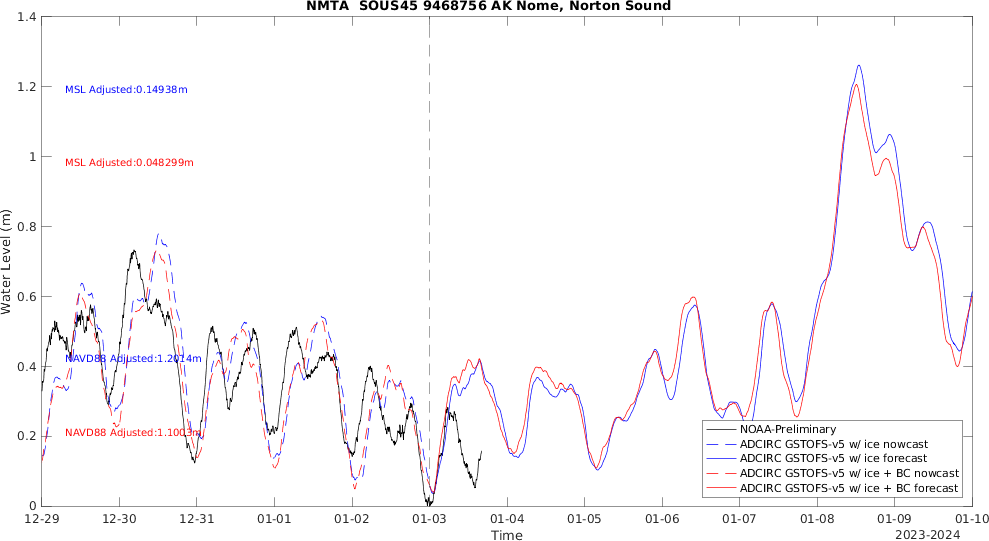 NMTA  SOUS45 9468756 AK Nome, Norton Sound
1.4
1.2
1
0.8
0.6
0.4
0.2
0
Water Level (m)
MSL Adjusted:0.14938m
MSL Adjusted:0.048299m
NAVD88 Adjusted:1.2014m
NAVD88 Adjusted:1.1003m
NOAA-Preliminary
ADCIRC GSTOFS-v5 w/ ice nowcast
ADCIRC GSTOFS-v5 w/ ice forecast
ADCIRC GSTOFS-v5 w/ ice + BC nowcast
ADCIRC GSTOFS-v5 w/ ice + BC forecast
12-29 12-30 12-31 01-01 01-02 01-03 01-04 01-05 01-06 01-07 01-08 01-09 01-10
Time
2023-2024